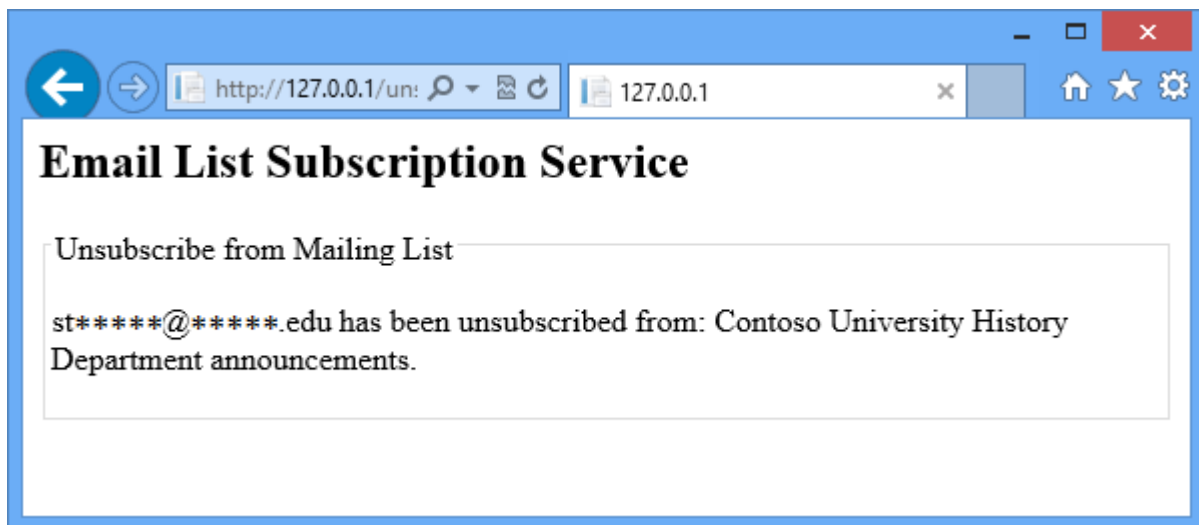 http://127.0.0.1/un
127.0.0.1
Email List Subscription Service
Unsubscribe from Mailing List
st*****@*****.edu has been unsubscribed from: Contoso University History
Department announcements.